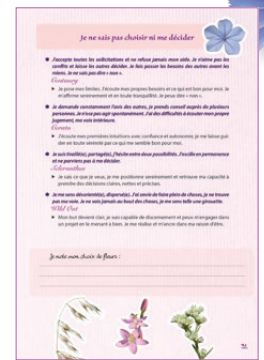 Je ne sais pas choisir ni me décider
J'accepte toutes les sollicitations et ne refuse jamais mon aide. Je n'aime pas les
conflits et laisse les autres décider. Je fais passer les besoins des autres avant les
miens. Je ne sais pas dire « non ».
Centaury
Je pose mes limites, j'écoute mes propres besoins et ce qui est bon pour moi. Je
m'affirme sereinement et en toute tranquillité. Je peux dire « non ».
Je demande constamment l'avis des autres, je prends conseil auprès de plusieurs
personnes. Je n'ose pas agir spontanément. J'ai des difficultés à écouter mon propre
jugement, ma voix intérieure.
Cerato
J'écoute mes premières intuitions avec confiance et autonomie, je me laisse gui-
der en toute sérénité par ce qui me semble bon pour moi.
Je suis tiraillé(e), partagé(e), j'hésite entre deux possibilités. J'oscille en permanence
et ne parviens pas à me décider.
Scleranthus
Je sais ce que je veux, je me positionne sereinement et retrouve ma capacité à
prendre des décisions claires, nettes et précises.
Je me sens désorienté(e), dispersé(e). J'ai envie de faire plein de choses, je ne trouve
pas ma voie. Je ne vais jamais au bout des choses, je me sens telle une girouette.
Wild Oat
Mon but devient clair, je suis capable de discernement et peux m'engager dans
un projet en le menant à bien. Je me réalise et m'ancre dans ma raison d'être.
Je note mon choix de fleurs :